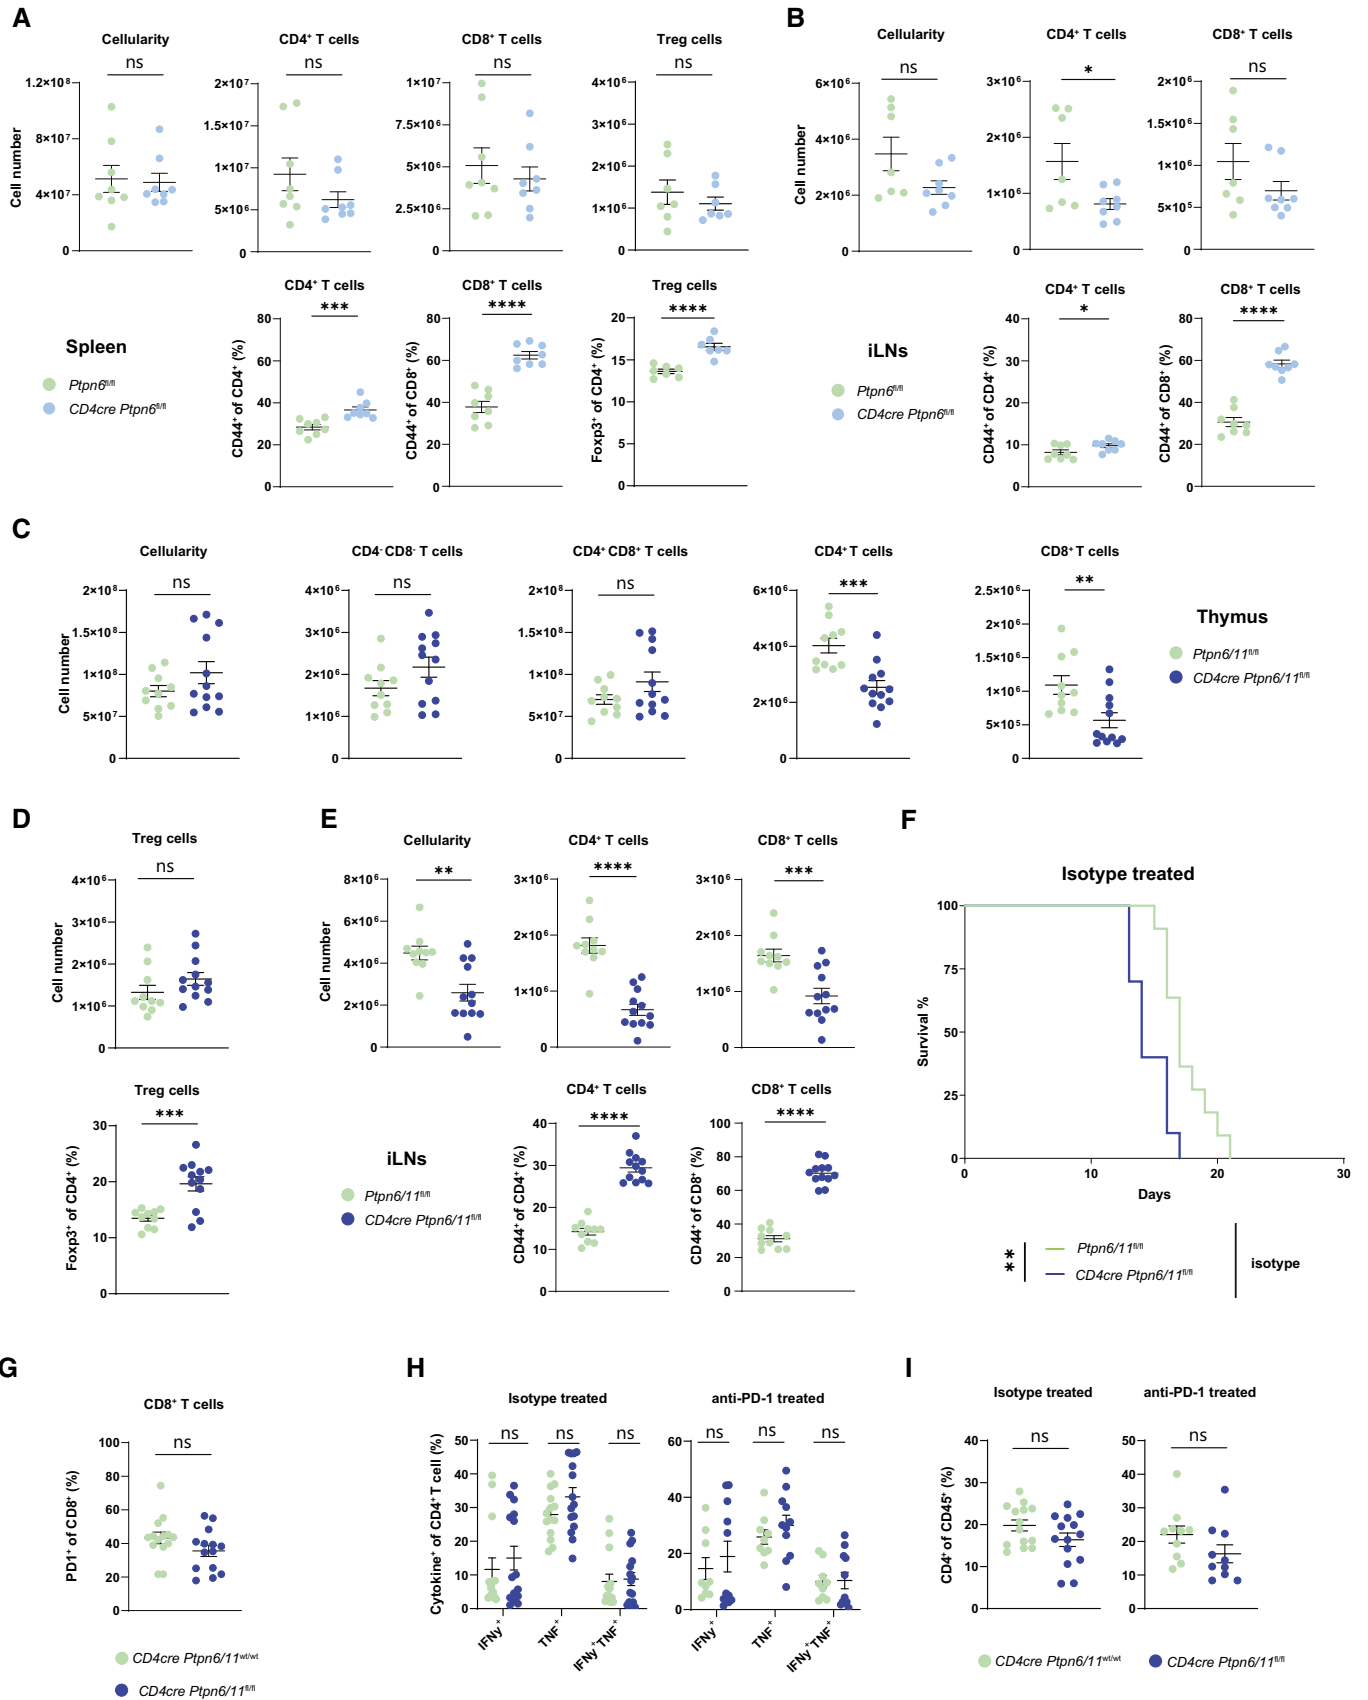 A
B
Cellularity
CD4⁺ T cells
CD8⁺ T cells
Treg cells
Cellularity
CD4⁺ T cells
CD8⁺ T cells
ns
ns
ns
ns
ns
*
ns
Cell number
1.2×10⁸
8×10⁷
4×10⁷
0
2×10⁷
1.5×10⁷
1×10⁷
5×10⁶
0
1×10⁷
7.5×10⁶
5×10⁶
2.5×10⁶
0
4×10⁶
3×10⁶
2×10⁶
1×10⁶
0
Cell number
6×10⁶
4×10⁶
2×10⁶
0
3×10⁶
2×10⁶
1×10⁶
0
2×10⁶
1.5×10⁶
1×10⁶
5×10⁵
0
Spleen
Ptpn6fl/fl
CD4cre Ptpn6fl/fl
CD4⁺ T cells
***
CD44⁺ of CD4⁺ (%)
80
60
40
20
0
CD8⁺ T cells
****
CD44⁺ of CD8⁺ (%)
80
60
40
20
0
Treg cells
****
Foxp3⁺ of CD4⁺ (%)
20
15
10
5
0
iLNs
Ptpn6fl/fl
CD4cre Ptpn6fl/fl
CD4⁺ T cells
*
CD44⁺ of CD4⁺ (%)
40
30
20
10
0
CD8⁺ T cells
****
CD44⁺ of CD8⁺ (%)
80
60
40
20
0
C
Cellularity
ns
Cell number
2×10⁸
1.5×10⁸
1×10⁸
5×10⁷
0
CD4⁻CD8⁻ T cells
ns
4×10⁶
3×10⁶
2×10⁶
1×10⁶
0
CD4⁺CD8⁺ T cells
ns
2×10⁸
1.5×10⁸
1×10⁸
5×10⁷
0
CD4⁺ T cells
***
6×10⁶
4×10⁶
2×10⁶
0
CD8⁺ T cells
**
2.5×10⁶
2×10⁶
1.5×10⁶
1×10⁶
5×10⁵
0
Thymus
Ptpn6/11fl/fl
CD4cre Ptpn6/11fl/fl
D
Treg cells
ns
Cell number
4×10⁶
3×10⁶
2×10⁶
1×10⁶
0
Treg cells
***
Foxp3⁺ of CD4⁺ (%)
30
20
10
0
E
Cellularity
**
Cell number
8×10⁶
6×10⁶
4×10⁶
2×10⁶
0
CD4⁺ T cells
****
3×10⁶
2×10⁶
1×10⁶
0
CD8⁺ T cells
***
3×10⁶
2×10⁶
1×10⁶
0
iLNs
Ptpn6/11fl/fl
CD4cre Ptpn6/11fl/fl
CD4⁺ T cells
****
CD44⁺ of CD4⁺ (%)
40
30
20
10
0
CD8⁺ T cells
****
CD44⁺ of CD8⁺ (%)
100
80
60
40
20
0
F
Isotype treated
Survival %
100
75
50
25
0
0
10
20
30
Days
**
Ptpn6/11fl/fl
CD4cre Ptpn6/11fl/fl
isotype
G
CD8⁺ T cells
ns
PD1⁺ of CD8⁺ (%)
100
80
60
40
20
0
CD4cre Ptpn6/11wt/wt
CD4cre Ptpn6/11fl/fl
H
Isotype treated
ns
ns
ns
Cytokine⁺ of CD4⁺T cell (%)
50
40
30
20
10
0
IFNy⁺
TNF⁺
IFNy⁺TNF⁺
anti-PD-1 treated
ns
ns
ns
60
40
20
0
IFNy⁺
TNF⁺
IFNy⁺TNF⁺
I
Isotype treated
ns
CD4⁺ of CD45⁺ (%)
40
30
20
10
0
anti-PD-1 treated
ns
50
40
30
20
10
0
CD4cre Ptpn6/11wt/wt
CD4cre Ptpn6/11fl/fl